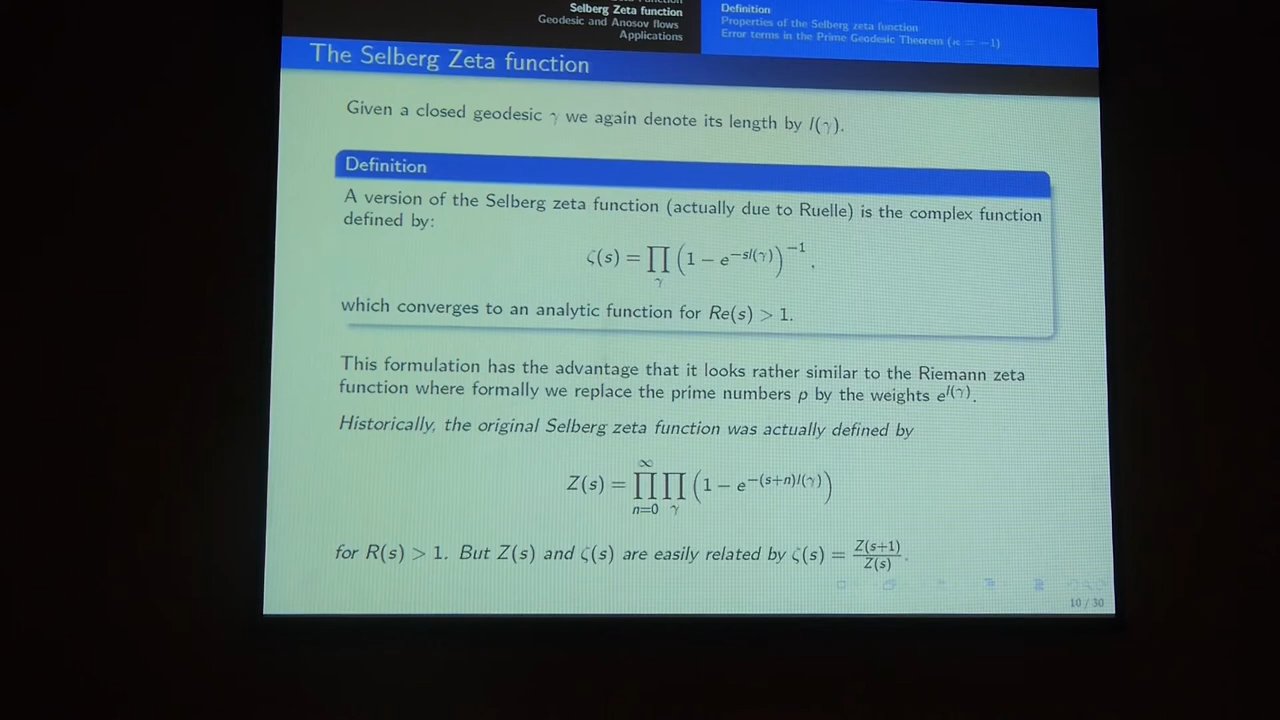 Selberg Zeta function
Geodesic and Anosov flows
Applications
Definition
Properties of the Selberg zeta function
Error terms in the Prime Geodesic Theorem (κ = −1)
The Selberg Zeta function
Given a closed geodesic γ we again denote its length by l(γ).
Definition
A version of the Selberg zeta function (actually due to Ruelle) is the complex function
defined by:
ζ(s) = ∏_γ (1 − e^{−sl(γ)})^{−1},
which converges to an analytic function for Re(s) > 1.
This formulation has the advantage that it looks rather similar to the Riemann zeta
function where formally we replace the prime numbers p by the weights e^{l(γ)}.
Historically, the original Selberg zeta function was actually defined by
Z(s) = ∏_{n=0}^{∞} ∏_γ (1 − e^{−(s+n)l(γ)})
for R(s) > 1. But Z(s) and ζ(s) are easily related by ζ(s) = Z(s+1)/Z(s).
10 / 30